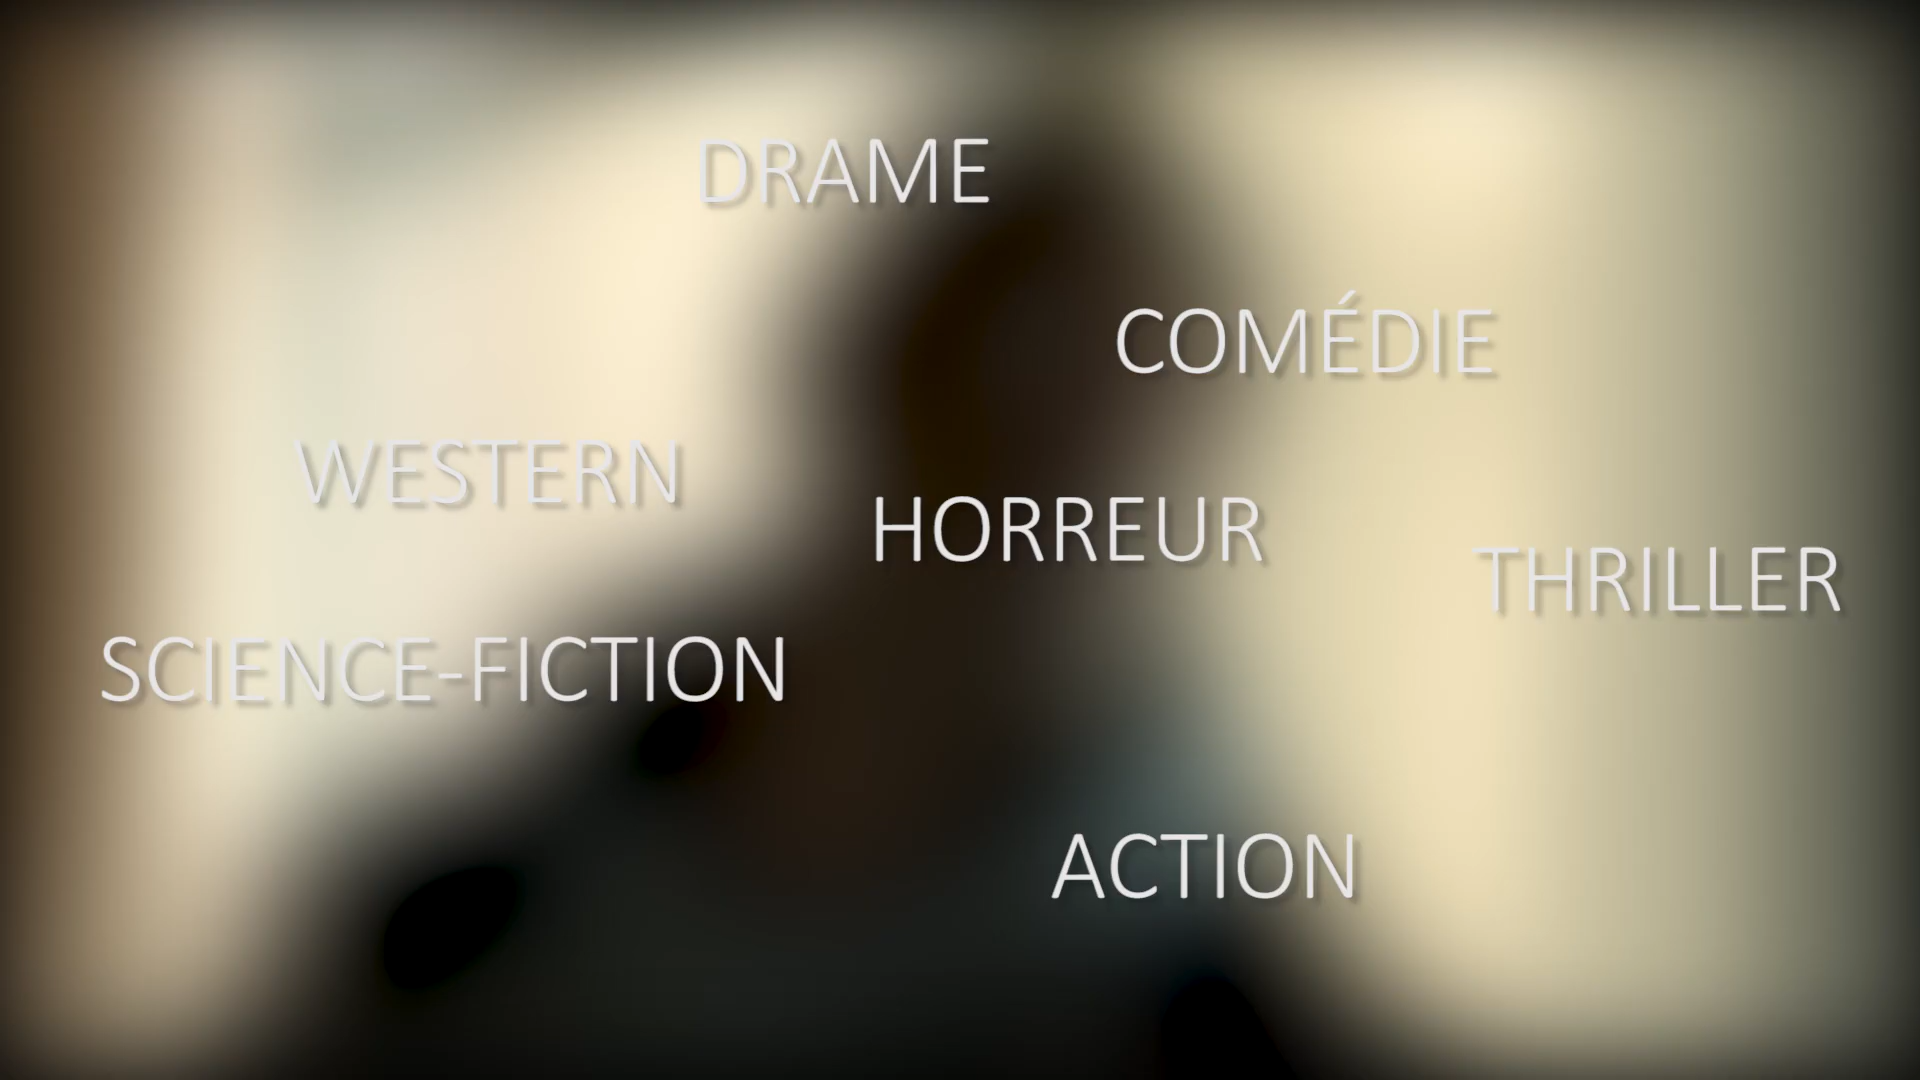 DRAME
COMÉDIE
WESTERN
HORREUR
THRILLER
SCIENCE-FICTION
ACTION